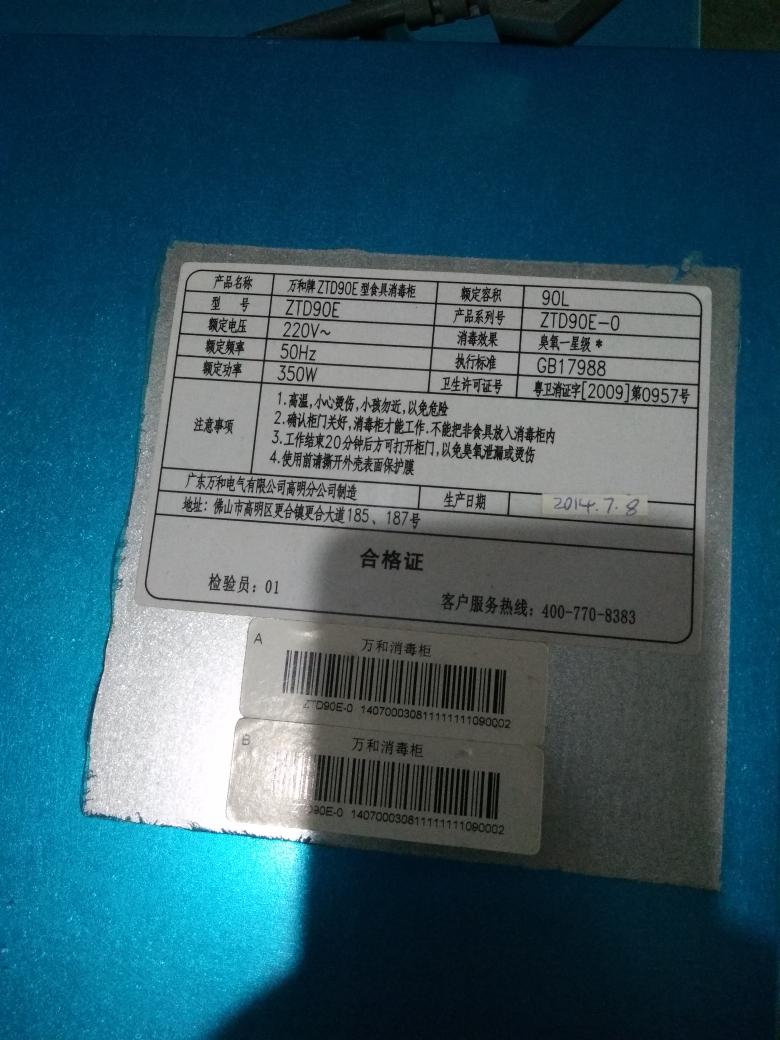 产品名称 万和牌ZTD90E型食具消毒柜 额定容积 90L
型 号 ZTD90E 产品系列号 ZTD90E-0
额定电压 220V~ 消毒效果 臭氧一星级*
额定频率 50Hz 执行标准 GB17988
额定功率 350W 卫生许可证号 粤卫消证字[2009]第0957号
注意事项
1.高温,小心烫伤,小孩勿近,以免危险
2.确认柜门关好,消毒柜才能工作.不能把非食具放入消毒柜内
3.工作结束20分钟后方可打开柜门,以免臭氧泄漏或烫伤
4.使用前请撕开外壳表面保护膜
广东万和电气有限公司高明分公司制造 生产日期 2014.7.8
地址：佛山市高明区更合镇更合大道185、187号
合格证
检验员：01
客户服务热线：400-770-8383
A 万和消毒柜
ZTD90E-0 1407000308111111111090002
B 万和消毒柜
D90E-0 1407000308111111111090002